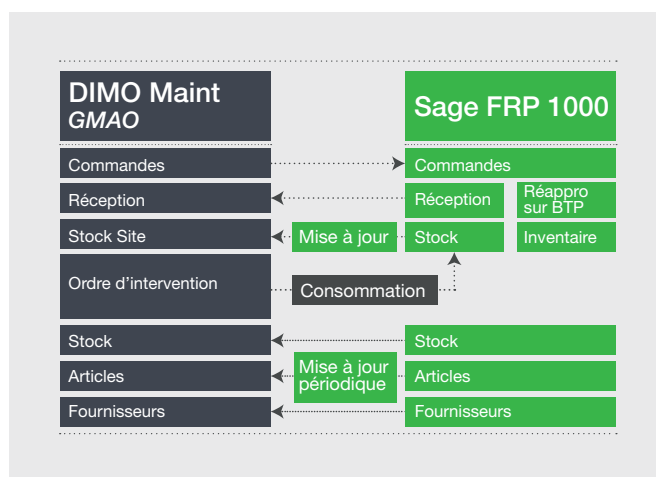 DIMO Maint
GMAO
Sage FRP 1000
Commandes
Commandes
Réception
Réception
Réappro
sur BTP
Stock Site
Mise à jour
Stock
Inventaire
Ordre d'intervention
Consommation
Stock
Stock
Articles
Mise à jour
périodique
Articles
Fournisseurs
Fournisseurs